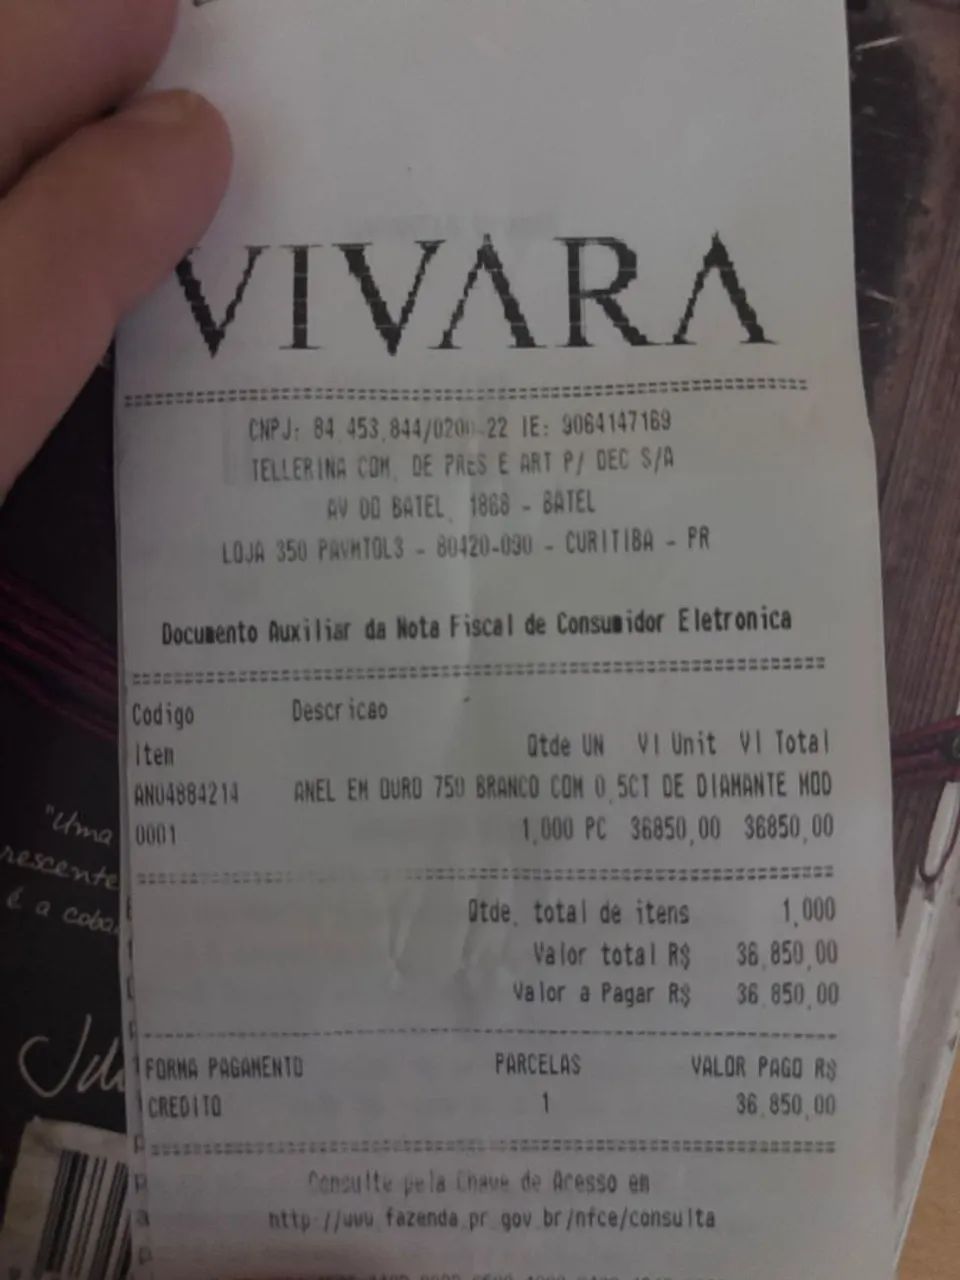 VIVARA
CNPJ: 84.453.844/0200-22 IE: 9064147169
TELLERINA COM. DE PRES E ART P/ DEC S/A
AV DO BATEL, 1868 - BATEL
LOJA 350 PAVMTOL3 - 80420-090 - CURITIBA - PR
Documento Auxiliar da Nota Fiscal de Consumidor Eletronica
Codigo Descricao
Item Qtde UN Vl Unit Vl Total
AN04884214 ANEL EM OURO 750 BRANCO COM 0,5CT DE DIAMANTE MOD
0001 1,000 PC 36850,00 36850,00
Qtde. total de itens 1,000
Valor total R$ 36.850,00
Valor a Pagar R$ 36.850,00
FORMA PAGAMENTO PARCELAS VALOR PAGO R$
CREDITO 1 36.850,00
Consulte pela Chave de Acesso em
http://www.fazenda.pr.gov.br/nfce/consulta
"Uma
rescente
é a coba